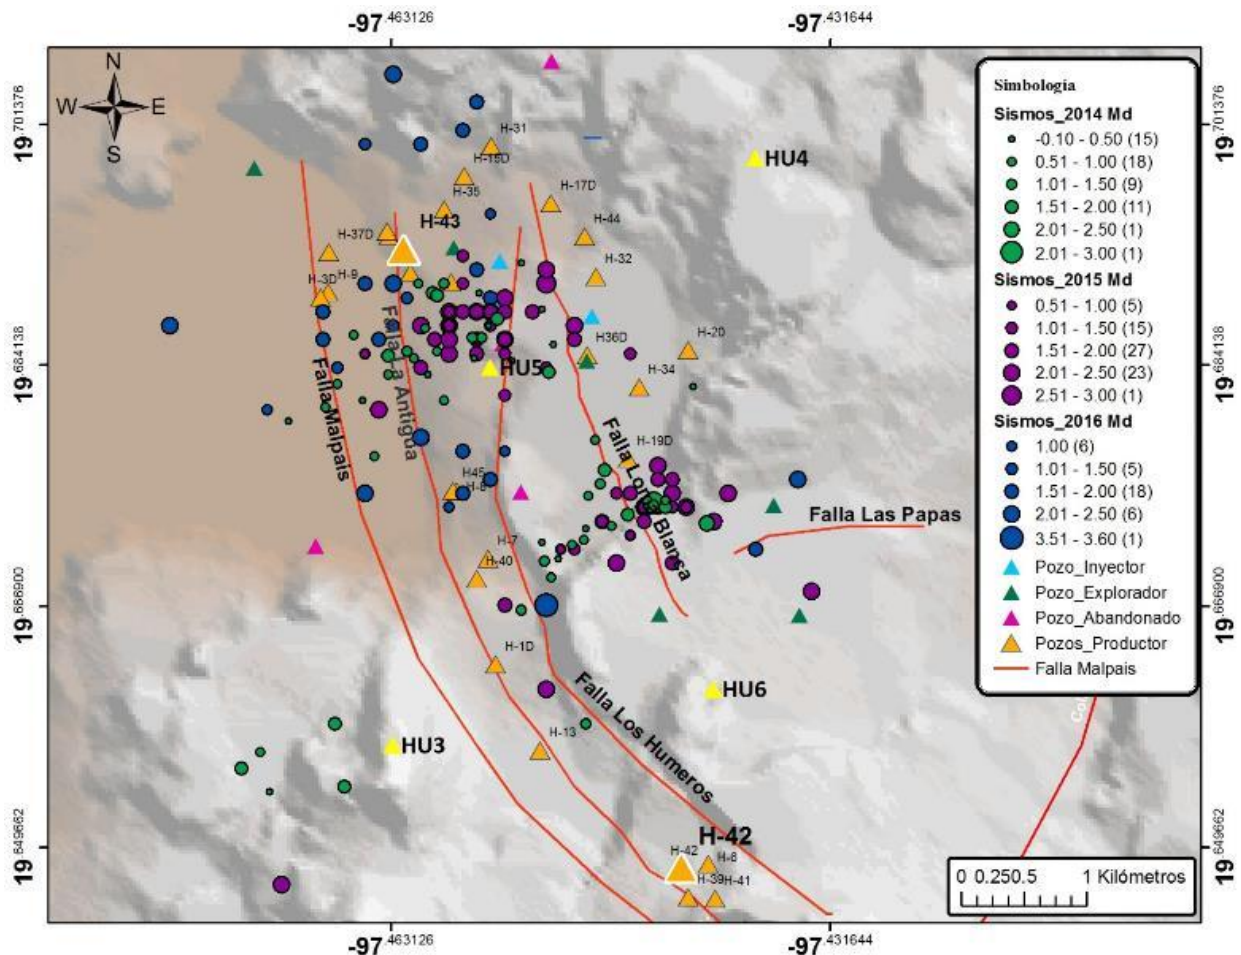 -97.463126
-97.431644
N
W
E
S
19.701376
19.684138
19.666900
19.649662
19.701376
19.684138
19.666900
19.649662
H-31
H-15D
H-35
H-17D
H-43
H-37D
H-44
H-32
H-9
H-3D
HU4
H36D
H-20
H-34
HU5
Falla Malpais
Falla La Antigua
H-19D
Falla Loma Blanca
H45
H-8
Falla Las Papas
H-7
H-40
H-1D
Falla Los Humeros
HU6
HU3
H-13
H-42
H-42
H-6
H-39
H-41
Simbología
Sismos_2014 Md
-0.10 - 0.50 (15)
0.51 - 1.00 (18)
1.01 - 1.50 (9)
1.51 - 2.00 (11)
2.01 - 2.50 (1)
2.01 - 3.00 (1)
Sismos_2015 Md
0.51 - 1.00 (5)
1.01 - 1.50 (15)
1.51 - 2.00 (27)
2.01 - 2.50 (23)
2.51 - 3.00 (1)
Sismos_2016 Md
1.00 (6)
1.01 - 1.50 (5)
1.51 - 2.00 (18)
2.01 - 2.50 (6)
3.51 - 3.60 (1)
Pozo_Inyector
Pozo_Explorador
Pozo_Abandonado
Pozos_Productor
Falla Malpais
0 0.250.5 1 Kilómetros
-97.463126
-97.431644